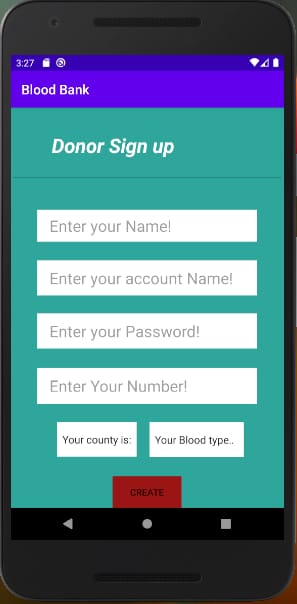 3:27
Blood Bank
Donor Sign up
Enter your Name!
Enter your account Name!
Enter your Password!
Enter Your Number!
Your county is: Your Blood type..
CREATE